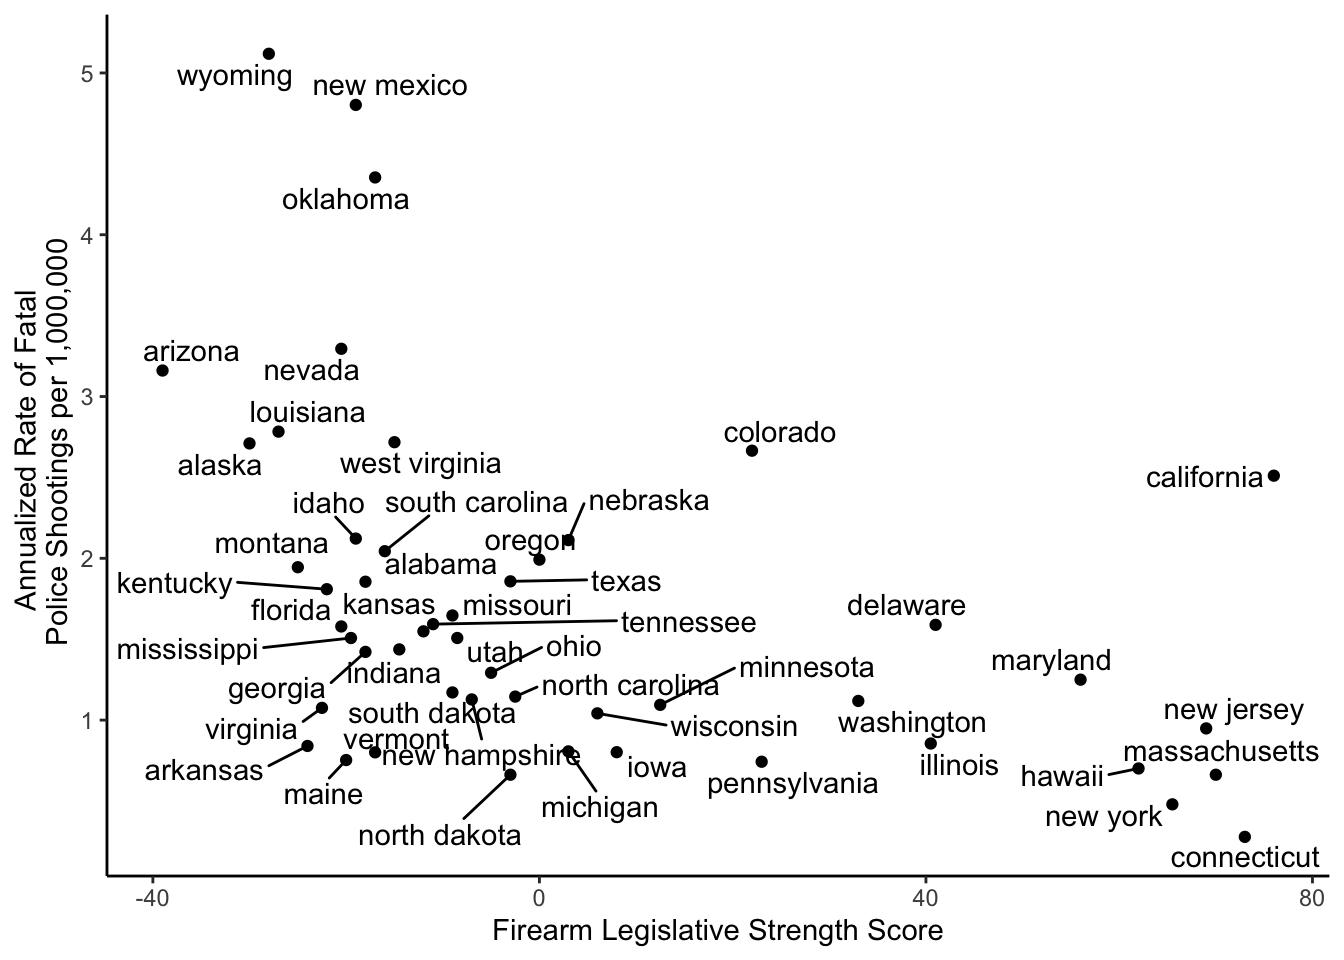 5
wyoming
new mexico
oklahoma
4
arizona
nevada
3
louisiana
alaska
west virginia
colorado
california
idaho
south carolina
nebraska
montana
oregon
2
alabama
kentucky
texas
florida
kansas
missouri
delaware
tennessee
mississippi
utah
ohio
indiana
minnesota
maryland
georgia
north carolina
1
virginia
south dakota
wisconsin
washington
new jersey
vermont
new hampshire
massachusetts
arkansas
iowa
illinois
hawaii
maine
pennsylvania
michigan
new york
north dakota
connecticut
-40
0
40
80
Firearm Legislative Strength Score
Annualized Rate of Fatal
Police Shootings per 1,000,000